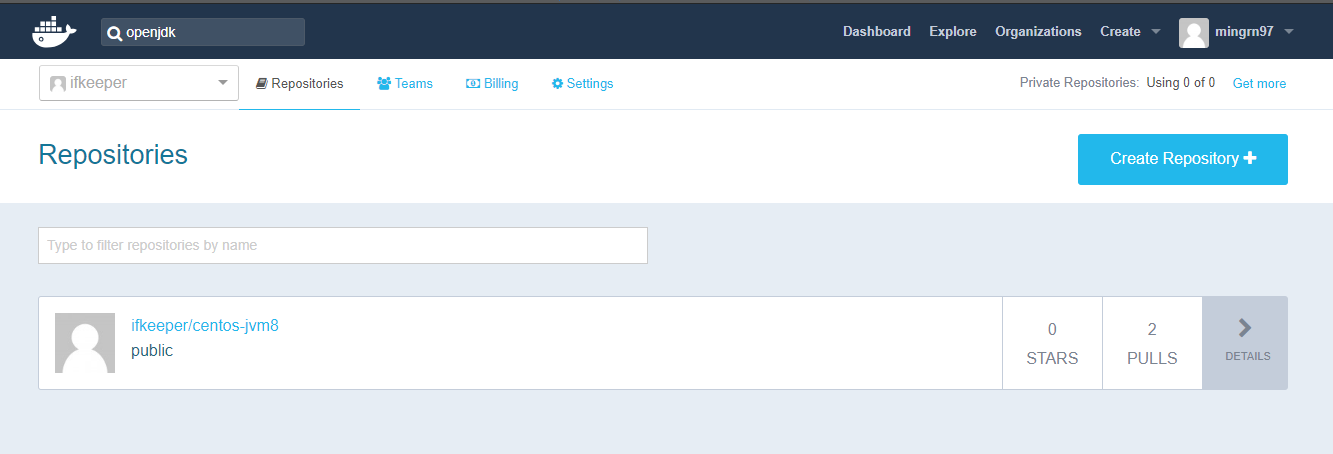 openjdk Dashboard Explore Organizations Create mingrn97
ifkeeper Repositories Teams Billing Settings Private Repositories: Using 0 of 0 Get more
Repositories
Create Repository
Type to filter repositories by name
ifkeeper/centos-jvm8
public
0
STARS
2
PULLS
DETAILS